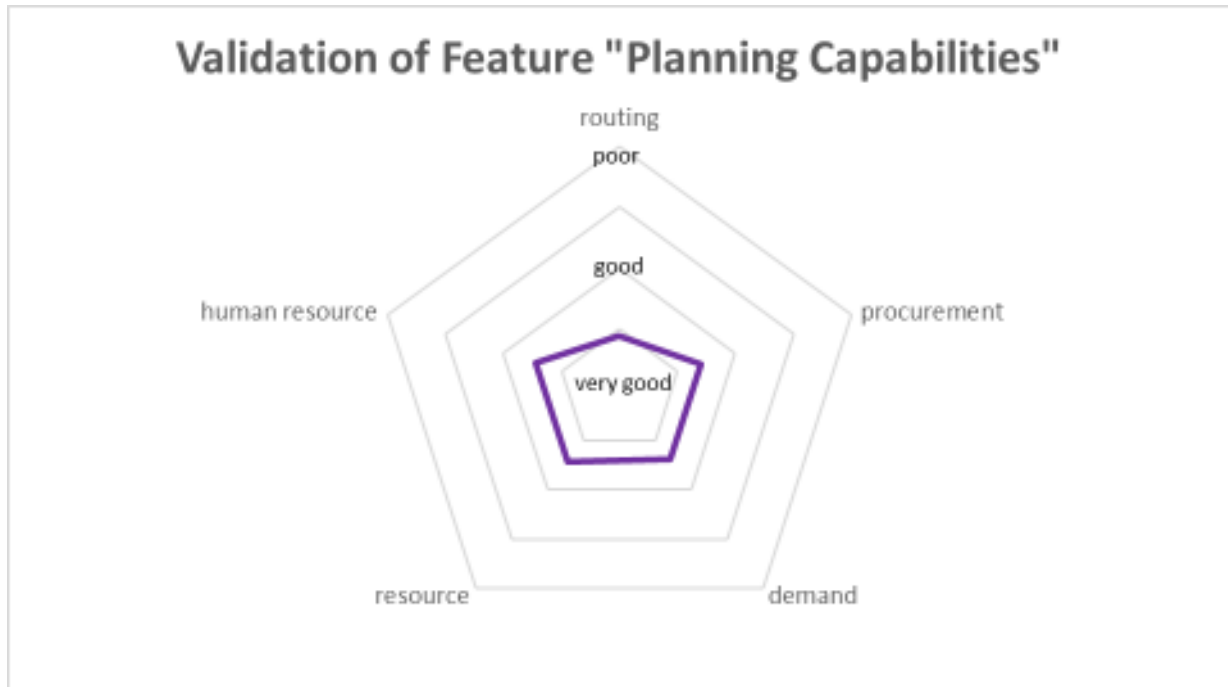 Validation of Feature "Planning Capabilities"
routing
poor
good
human resource
procurement
very good
resource
demand